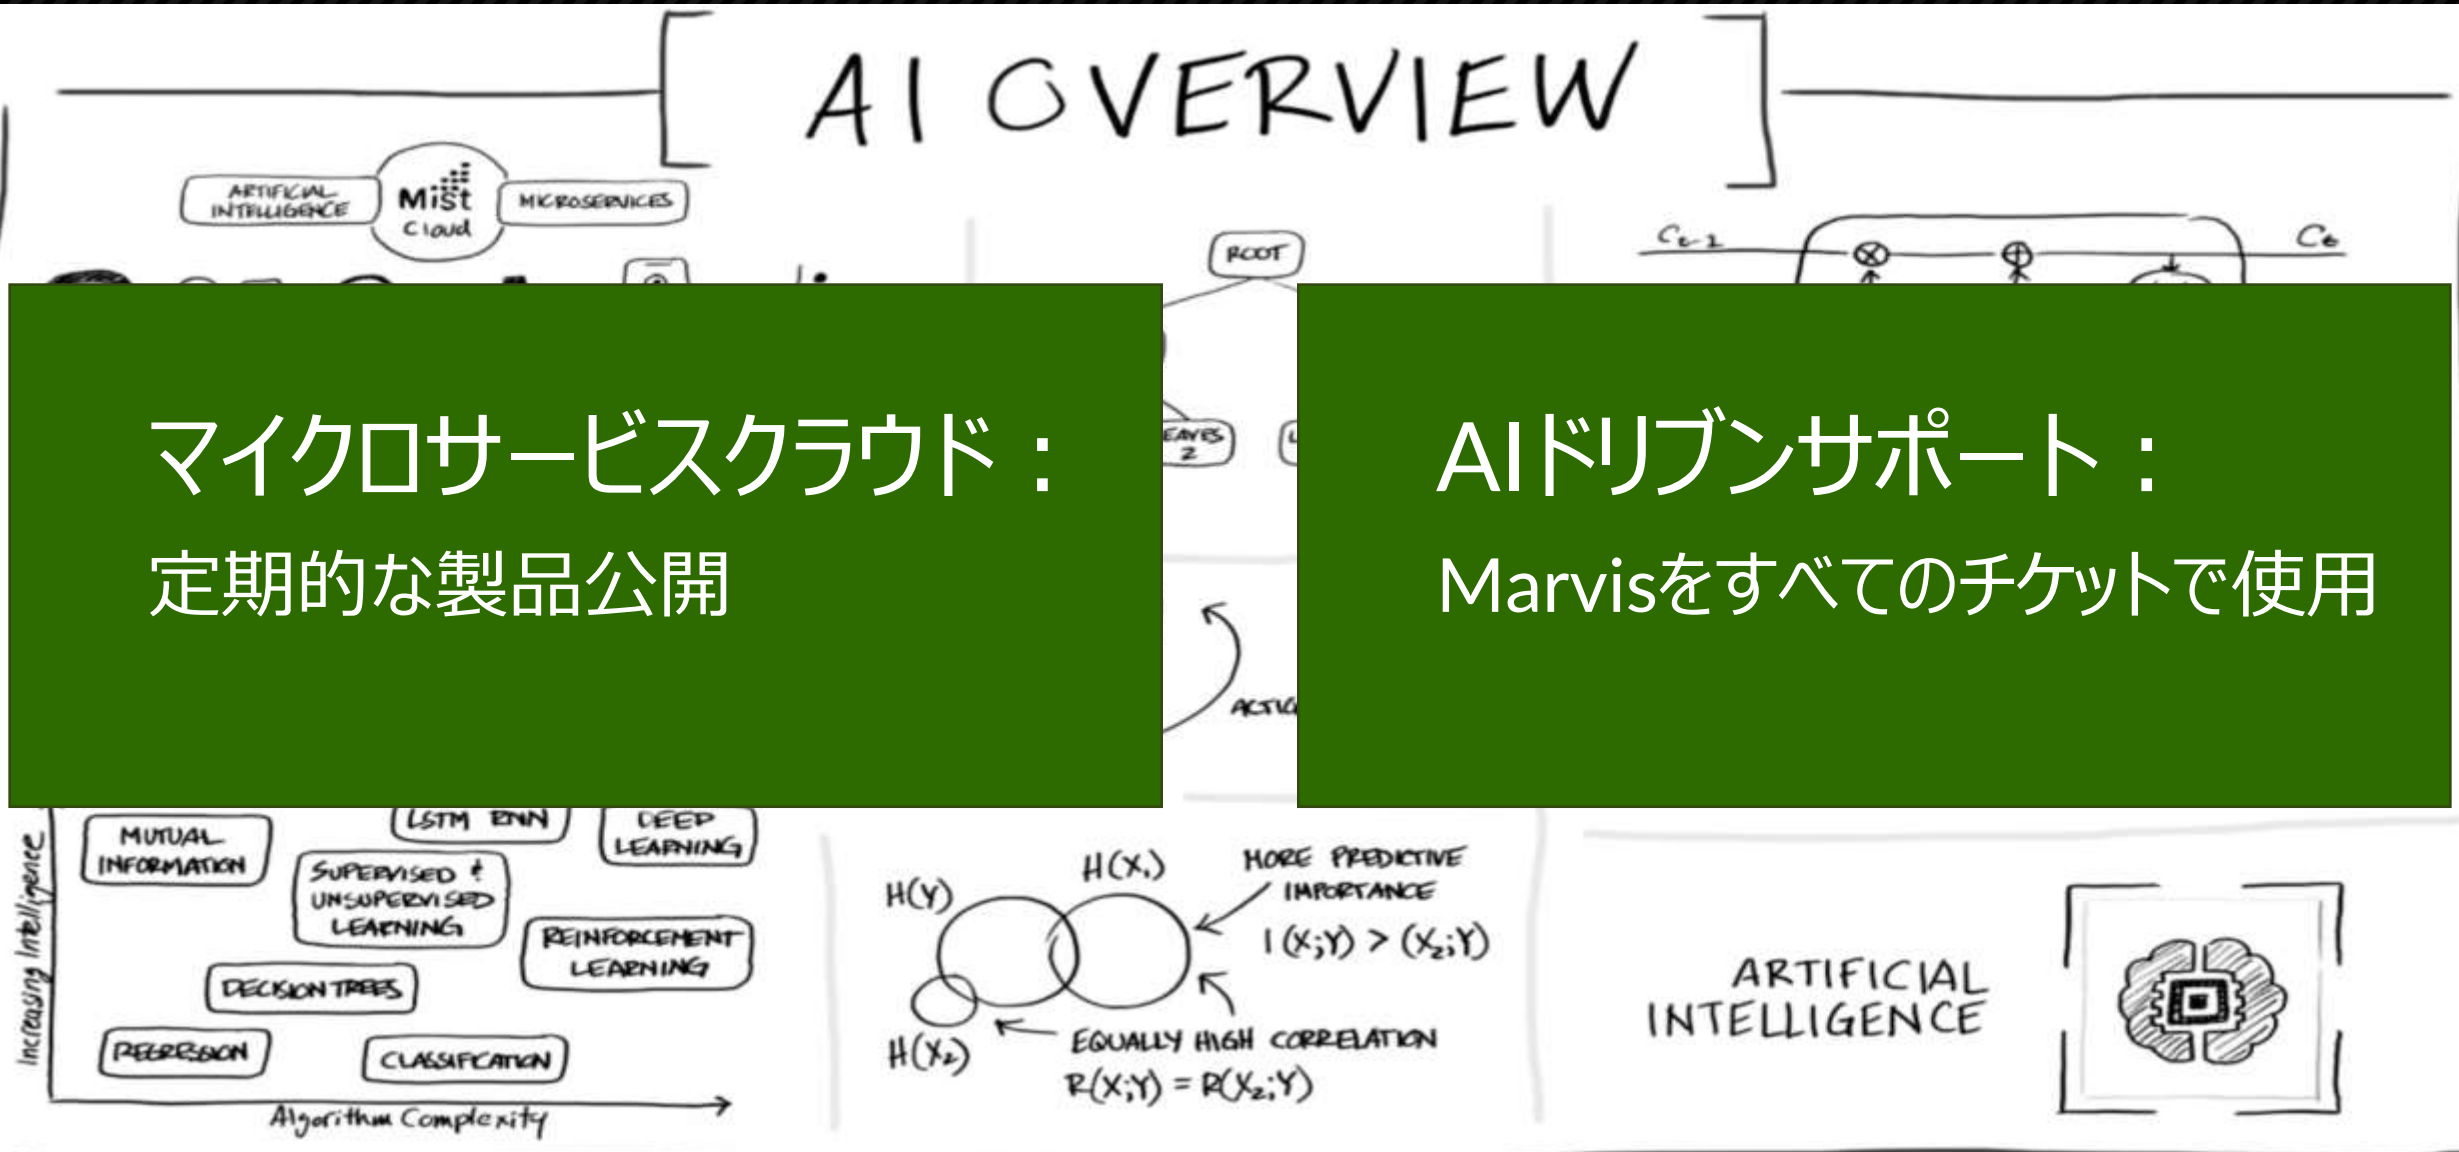 AI OVERVIEW
ARTIFICIAL
INTELLIGENCE
Mist
Cloud
MICROSERVICES
ROOT
マイクロサービスクラウド：
定期的な製品公開
2
AIドリブンサポート：
Marvisをすべてのチケットで使用
Increasing Intelligence
MUTUAL
INFORMATION
LSTM RNN
DEEP
LEARNING
SUPERVISED &
UNSUPERVISED
LEARNING
REINFORCEMENT
LEARNING
DECISION TREES
REGRESSION
CLASSIFICATION
Algorithm Complexity
H(Y)
H(X₁)
MORE PREDICTIVE
IMPORTANCE
I(X;Y) > (X₂;Y)
H(X₂)
EQUALLY HIGH CORRELATION
R(X;Y) = R(X₂;Y)
ARTIFICIAL
INTELLIGENCE